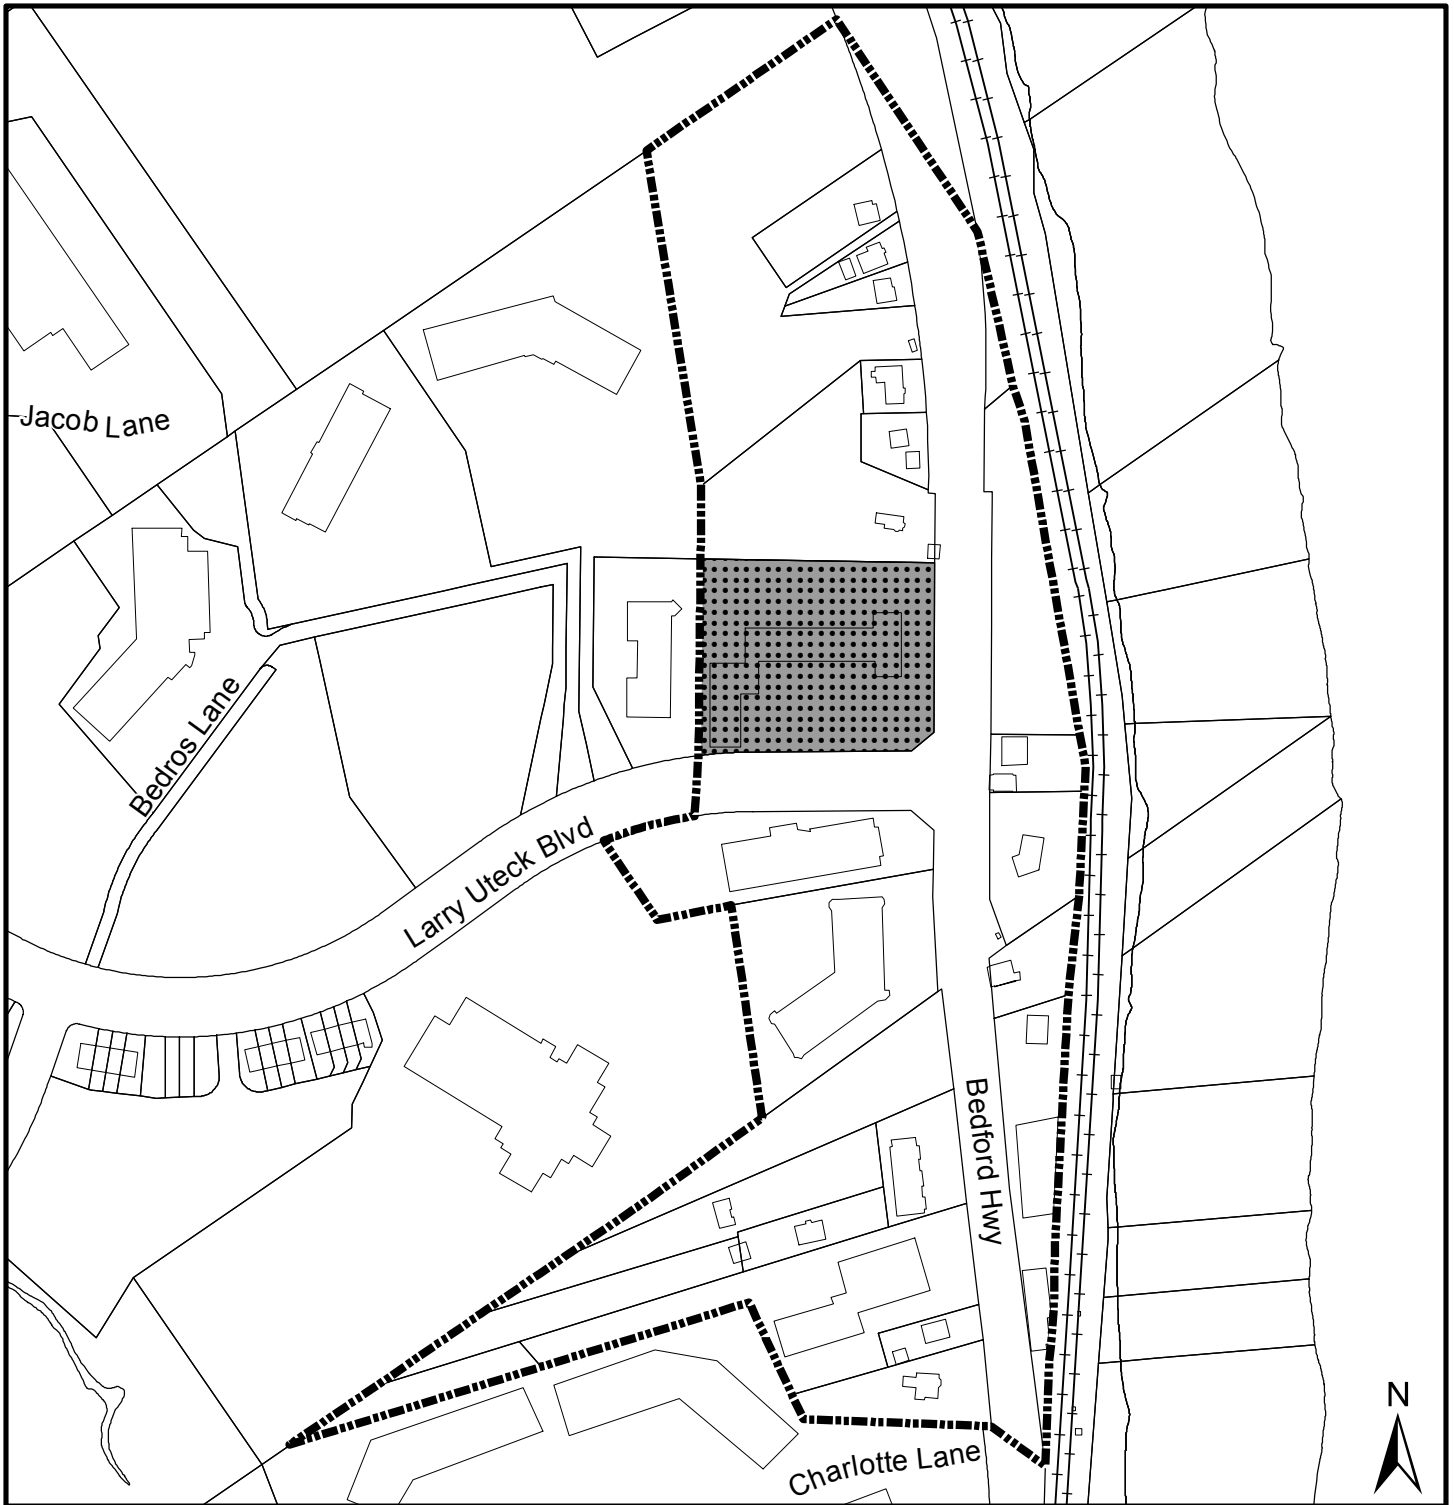 Jacob Lane
Bedros Lane
Larry Uteck Blvd
Bedford Hwy
N
Charlotte Lane